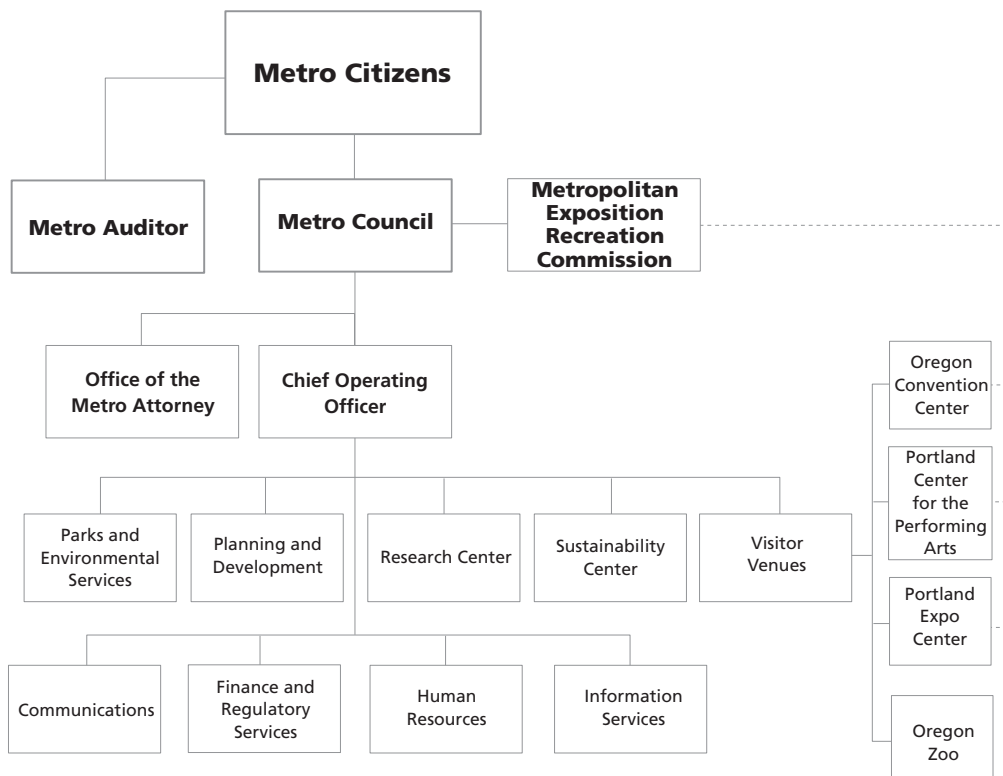 Metro Citizens
Metro Auditor
Metro Council
Metropolitan
Exposition
Recreation
Commission
Office of the
Metro Attorney
Chief Operating
Officer
Oregon
Convention
Center
Portland
Center
for the
Performing
Arts
Parks and
Environmental
Services
Planning and
Development
Research Center
Sustainability
Center
Visitor
Venues
Portland
Expo
Center
Communications
Finance and
Regulatory
Services
Human
Resources
Information
Services
Oregon
Zoo